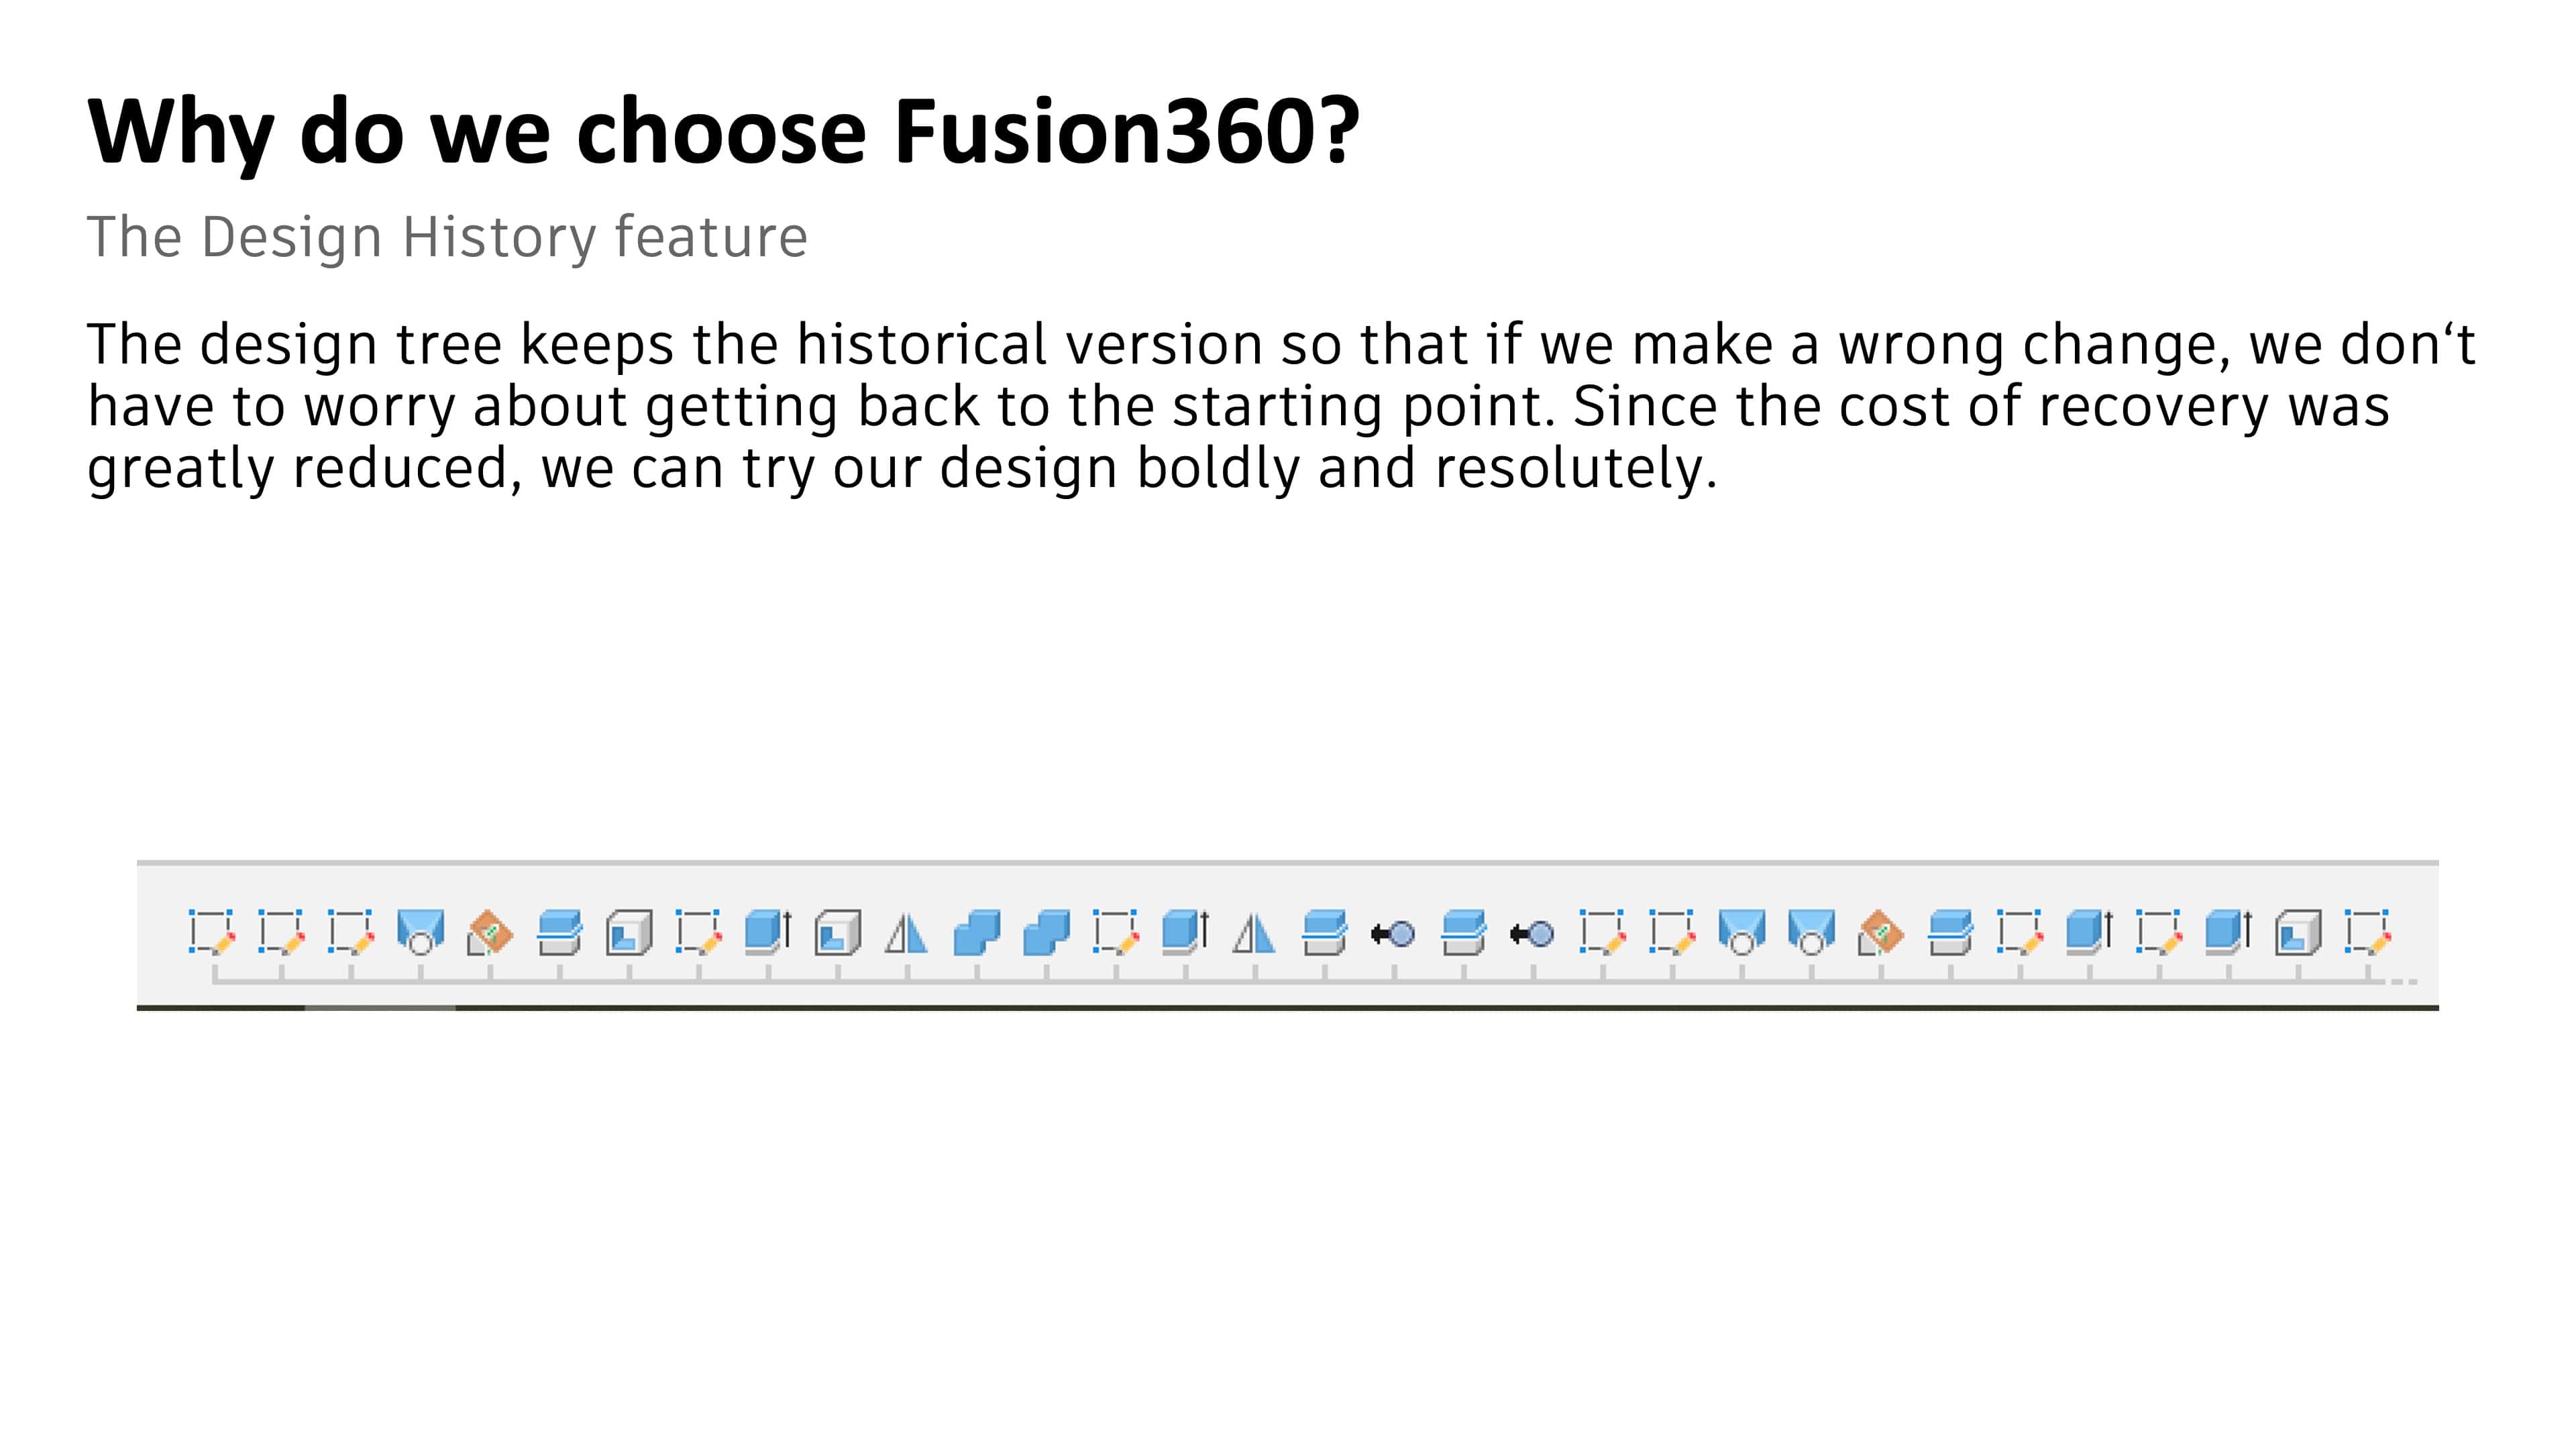 Why do we choose Fusion360?
The Design History feature
The design tree keeps the historical version so that if we make a wrong change, we don‘t
have to worry about getting back to the starting point. Since the cost of recovery was
greatly reduced, we can try our design boldly and resolutely.